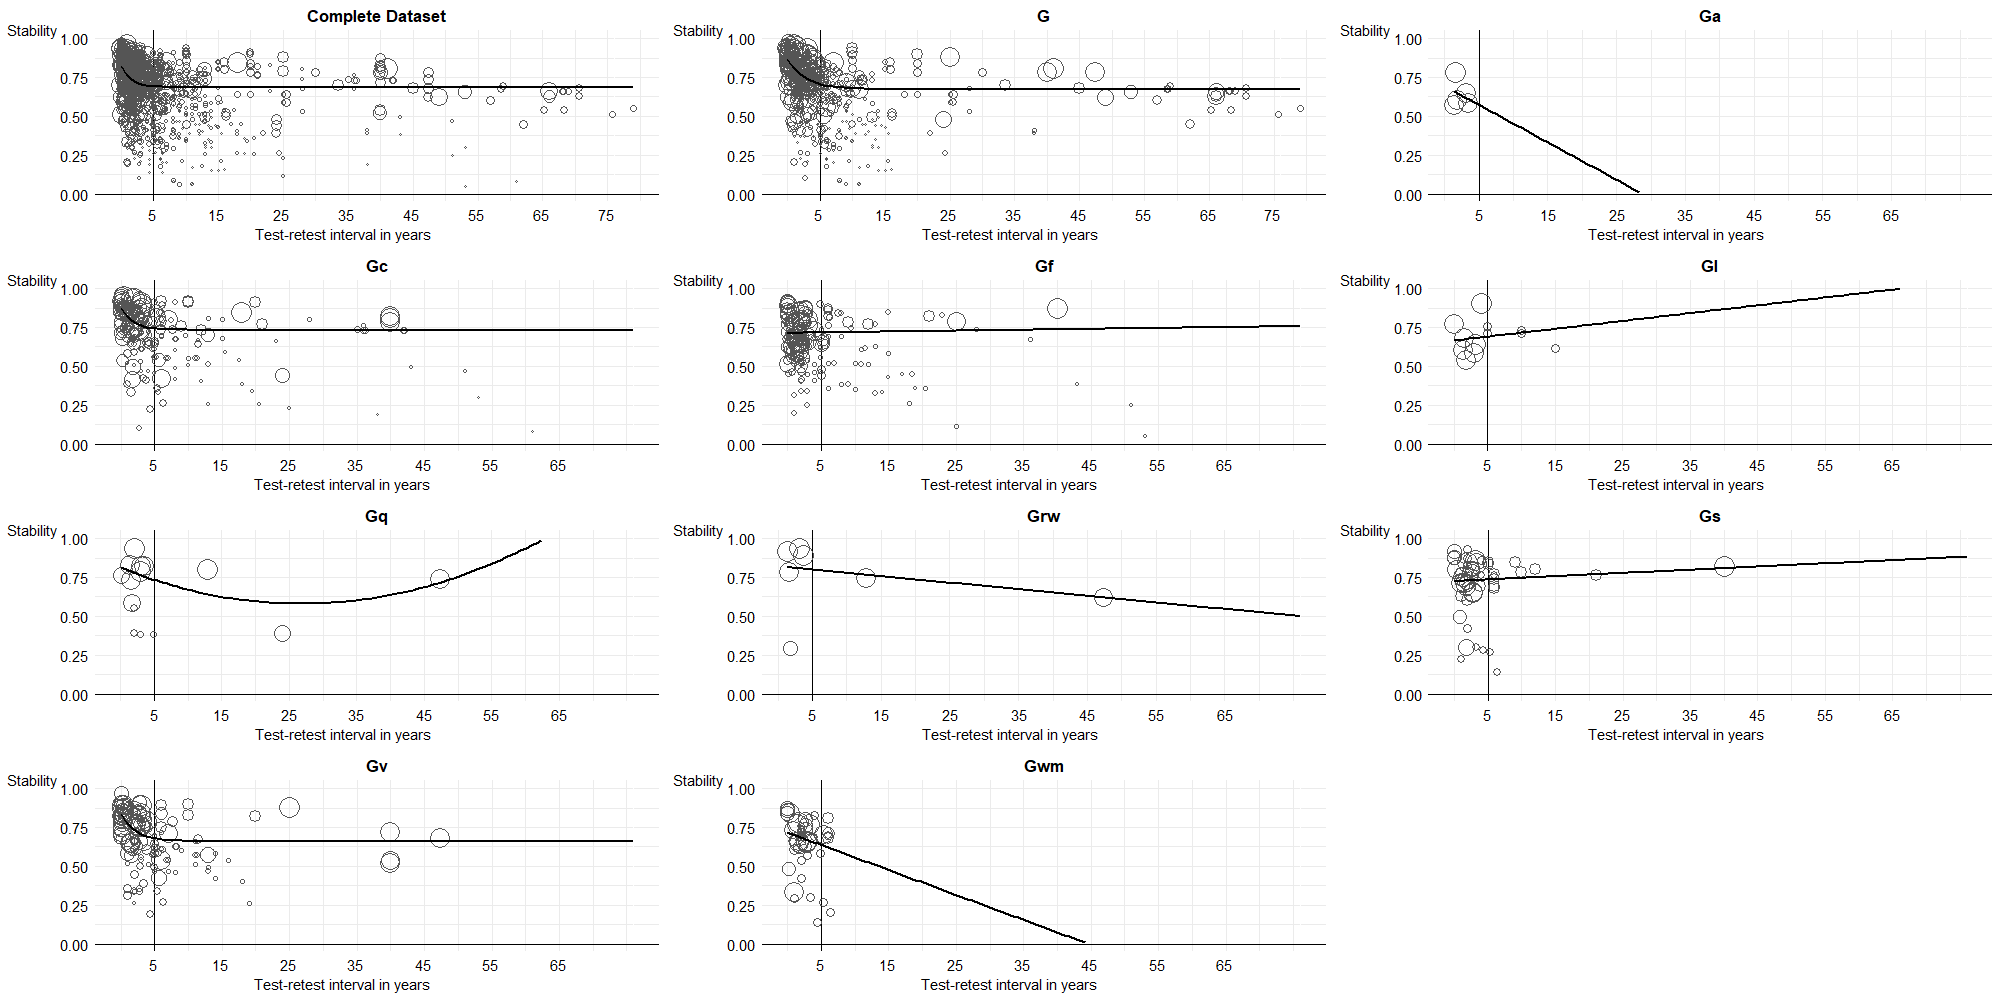 Complete Dataset
Stability
1.00
0.75
0.50
0.25
0.00
5 15 25 35 45 55 65 75
Test-retest interval in years
G
Stability
1.00
0.75
0.50
0.25
0.00
5 15 25 35 45 55 65 75
Test-retest interval in years
Ga
Stability
1.00
0.75
0.50
0.25
0.00
5 15 25 35 45 55 65
Test-retest interval in years
Gc
Stability
1.00
0.75
0.50
0.25
0.00
5 15 25 35 45 55 65
Test-retest interval in years
Gf
Stability
1.00
0.75
0.50
0.25
0.00
5 15 25 35 45 55 65
Test-retest interval in years
Gl
Stability
1.00
0.75
0.50
0.25
0.00
5 15 25 35 45 55 65
Test-retest interval in years
Gq
Stability
1.00
0.75
0.50
0.25
0.00
5 15 25 35 45 55 65
Test-retest interval in years
Grw
Stability
1.00
0.75
0.50
0.25
0.00
5 15 25 35 45 55 65
Test-retest interval in years
Gs
Stability
1.00
0.75
0.50
0.25
0.00
5 15 25 35 45 55 65
Test-retest interval in years
Gv
Stability
1.00
0.75
0.50
0.25
0.00
5 15 25 35 45 55 65
Test-retest interval in years
Gwm
Stability
1.00
0.75
0.50
0.25
0.00
5 15 25 35 45 55 65
Test-retest interval in years